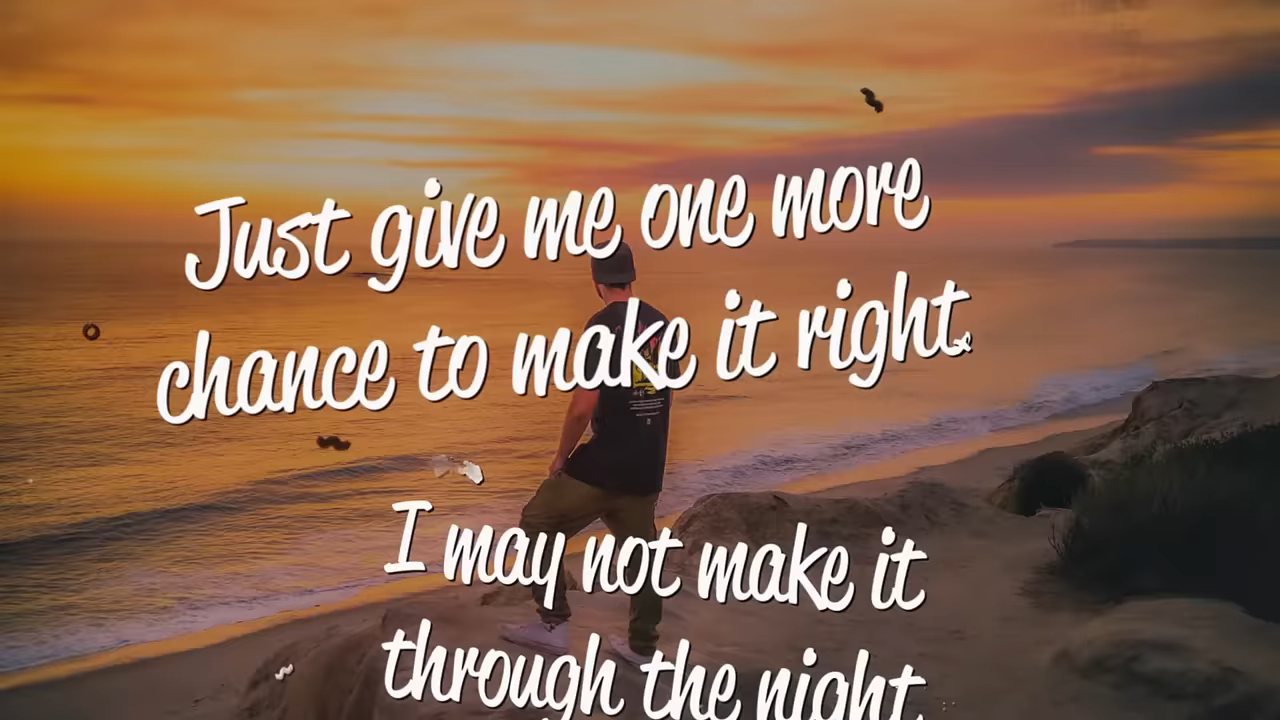 Just give me one more
chance to make it right
I may not make it
through the night